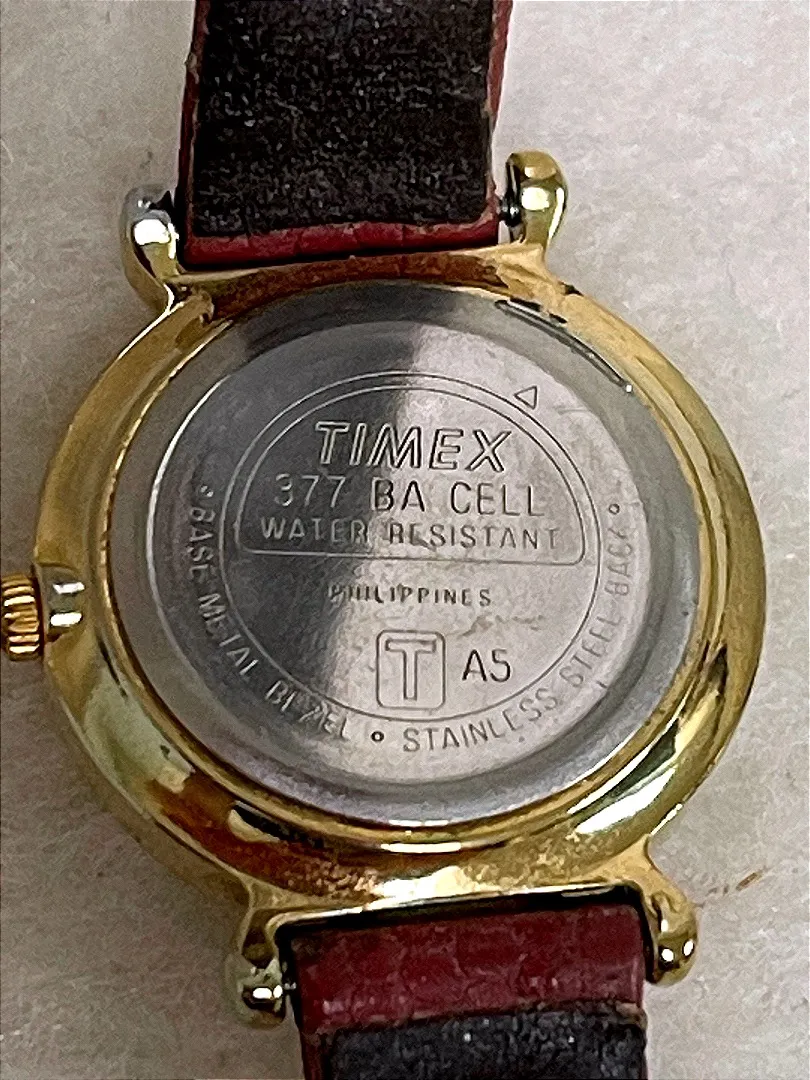 TIMEX
377 BA CELL
WATER RESISTANT
PHILIPPINES
T A5
BASE METAL BEZEL • STAINLESS STEEL BACK •